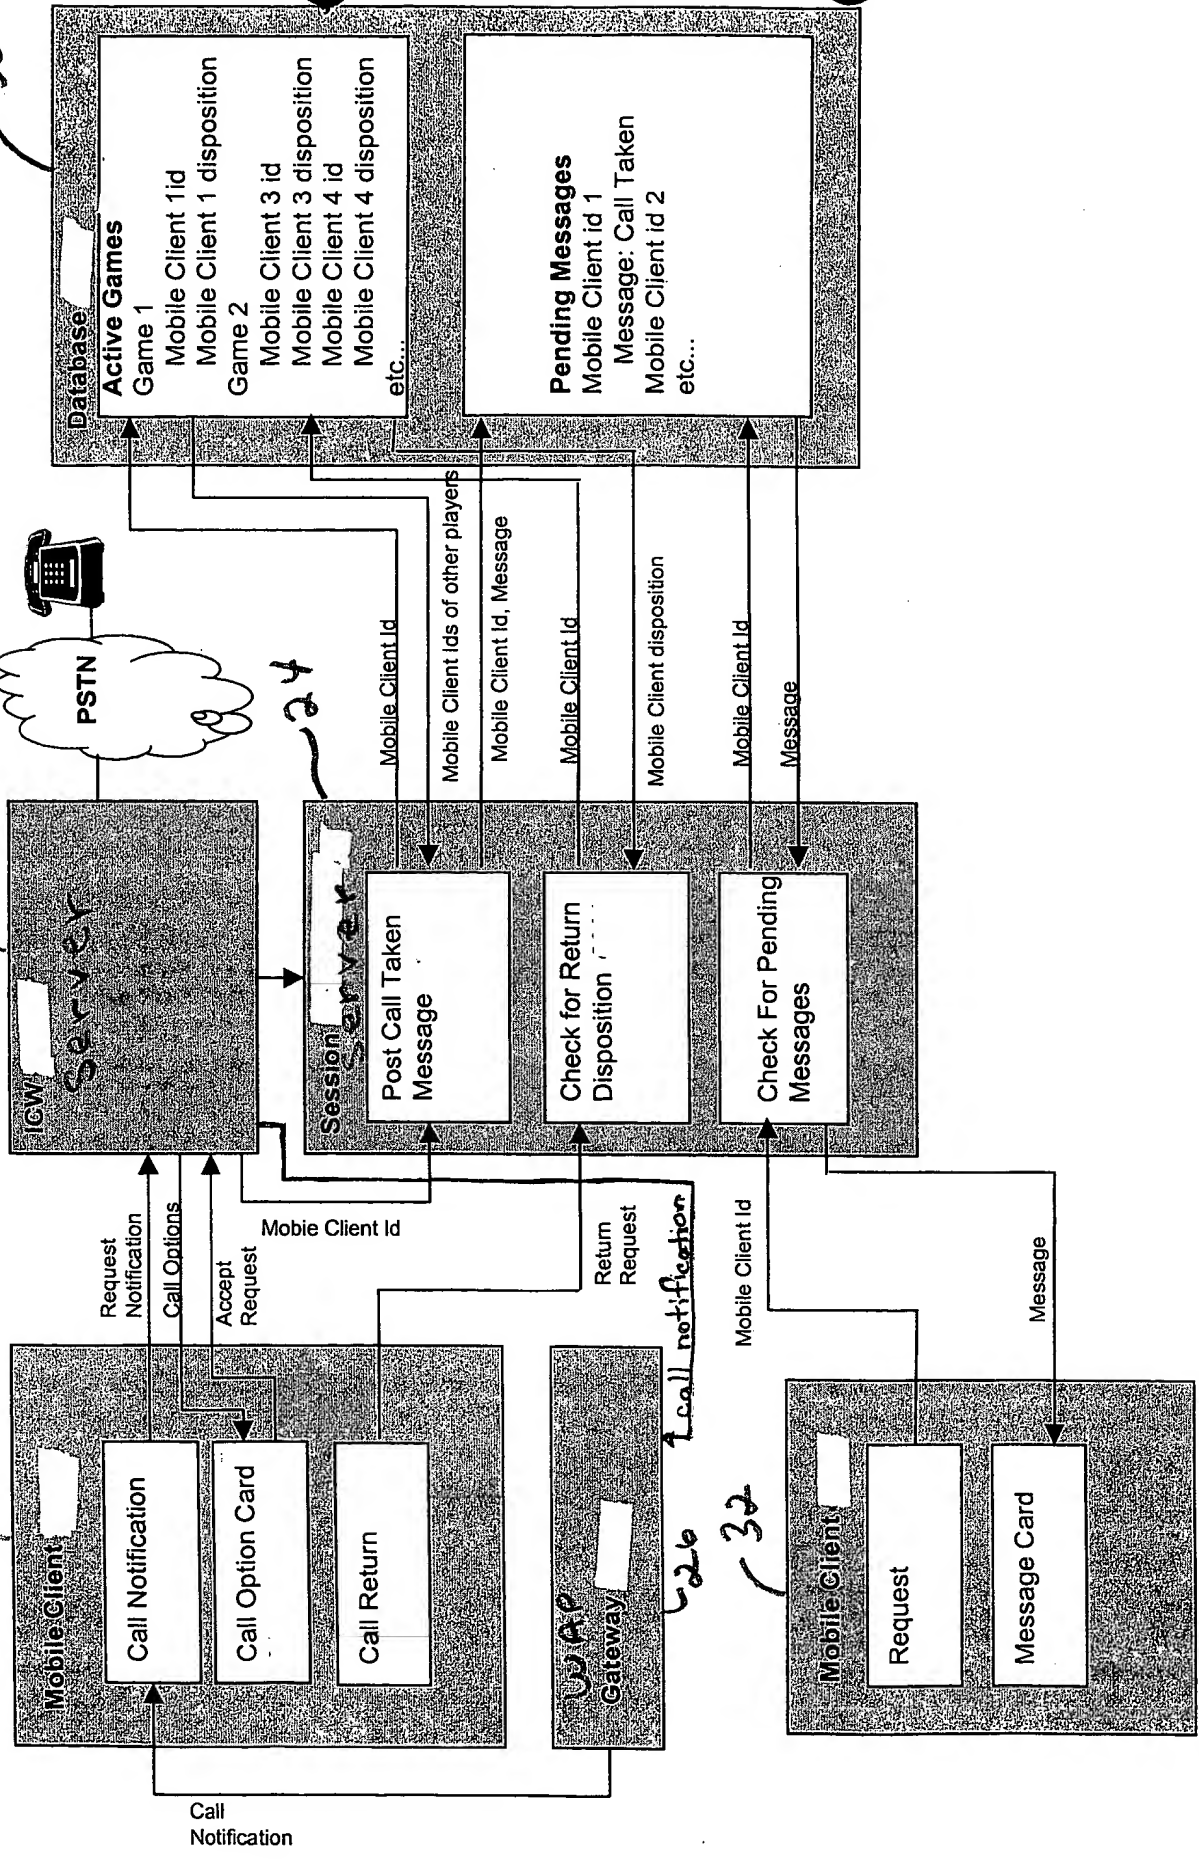 Database
Active Games
Game 1
Mobile Client 1id
Mobile Client 1 disposition
Game 2
Mobile Client 3 id
Mobile Client 3 disposition
Mobile Client 4 id
Mobile Client 4 disposition
etc...
Pending Messages
Mobile Client id 1
Message: Call Taken
Mobile Client id 2
etc...
PSTN
24
Mobile Client Id
Mobile Client Ids of other players
Mobile Client Id, Message
Mobile Client Id
Mobile Client disposition
Mobile Client Id
Message
ICW
Server
Session
Server
Post Call Taken
Message
Check for Return
Disposition
Check For Pending
Messages
Request
Notification
Call Options
Accept
Request
Mobie Client Id
Return
Request
call notification
Mobile Client Id
Message
Mobile Client
Call Notification
Call Option Card
Call Return
WAP
Gateway
26
32
Mobile Client
Request
Message Card
Call
Notification